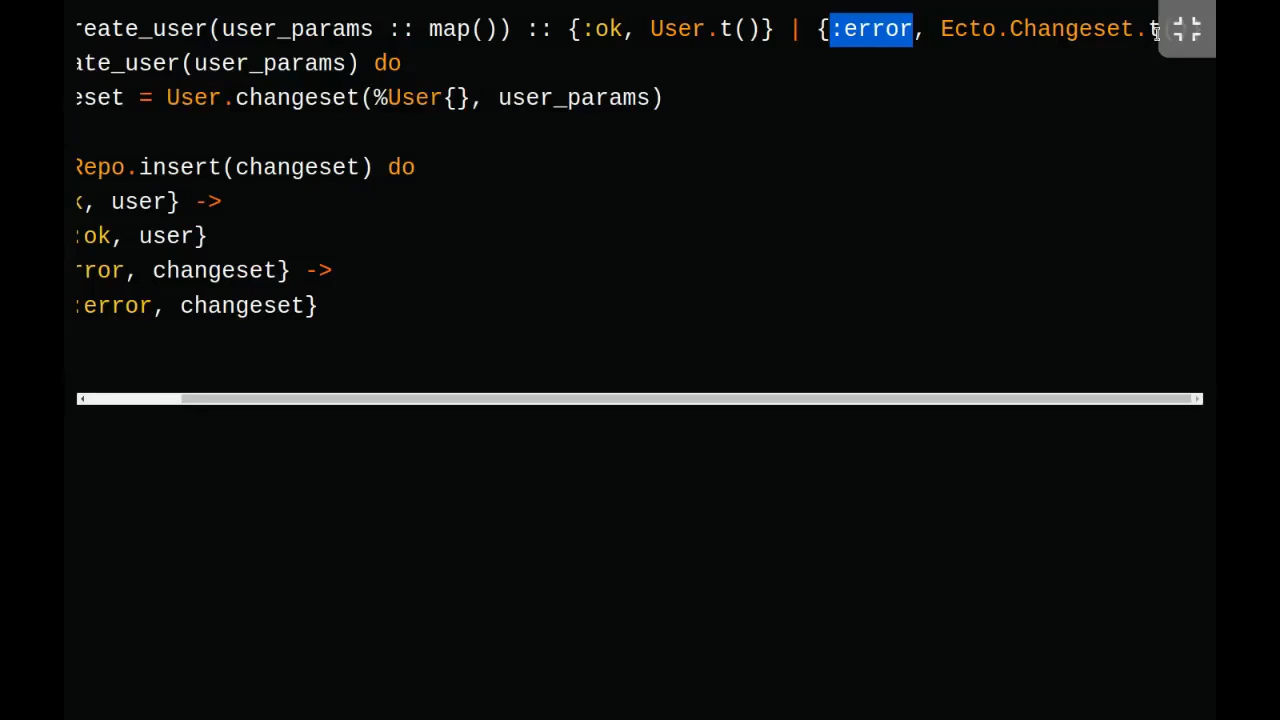 reate_user(user_params :: map()) :: {:ok, User.t()} | {:error, Ecto.Changeset.t
ate_user(user_params) do
eset = User.changeset(%User{}, user_params)
Repo.insert(changeset) do
k, user} ->
:ok, user}
rror, changeset} ->
:error, changeset}